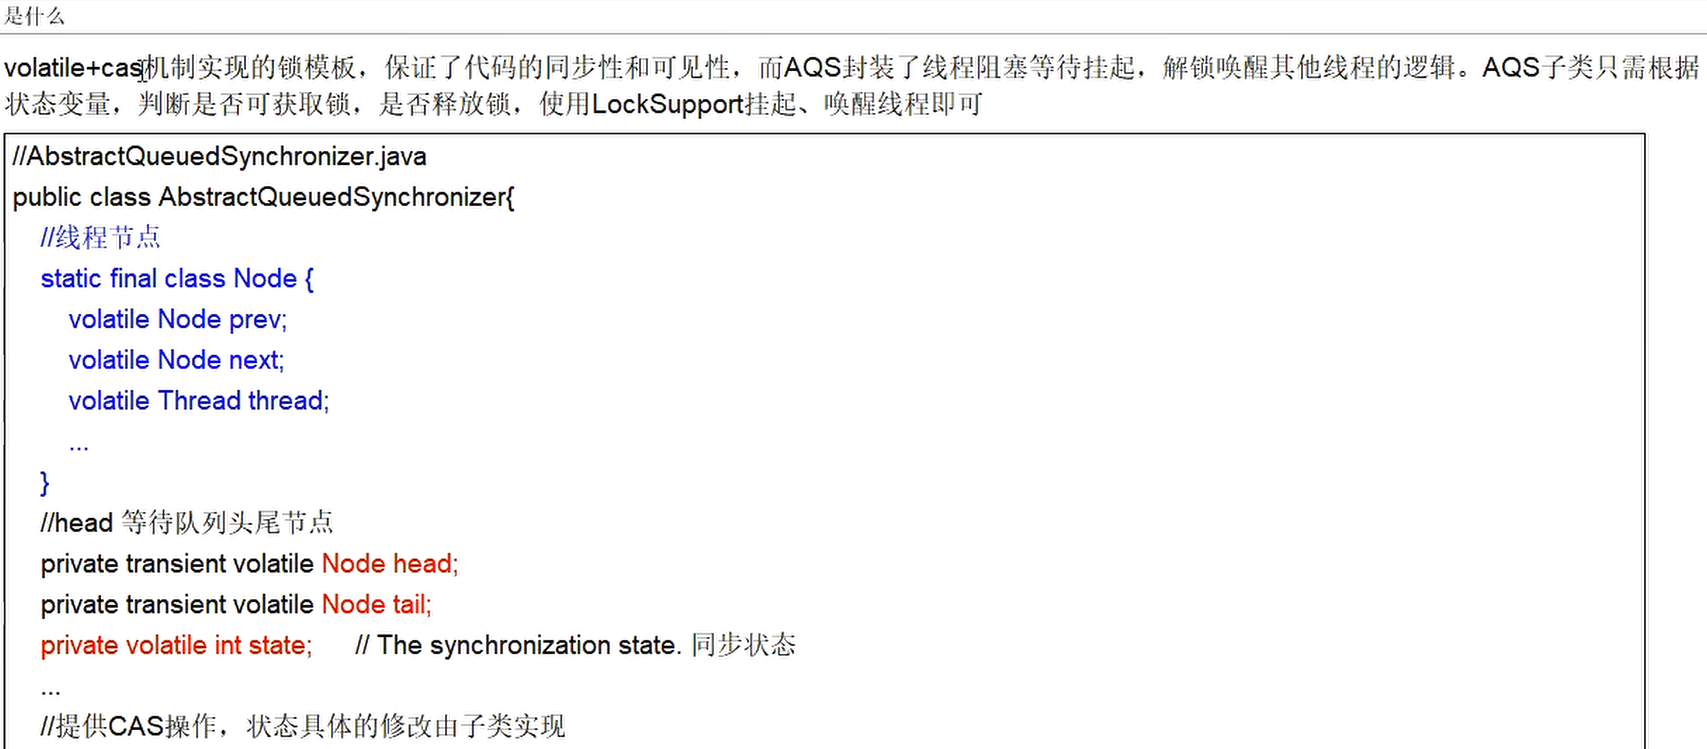 是什么
volatile+cas机制实现的锁模板，保证了代码的同步性和可见性，而AQS封装了线程阻塞等待挂起，解锁唤醒其他线程的逻辑。AQS子类只需根据
状态变量，判断是否可获取锁，是否释放锁，使用LockSupport挂起、唤醒线程即可
//AbstractQueuedSynchronizer.java
public class AbstractQueuedSynchronizer{
//线程节点
static final class Node {
volatile Node prev;
volatile Node next;
volatile Thread thread;
...
}
//head 等待队列头尾节点
private transient volatile Node head;
private transient volatile Node tail;
private volatile int state; // The synchronization state. 同步状态
...
//提供CAS操作，状态具体的修改由子类实现